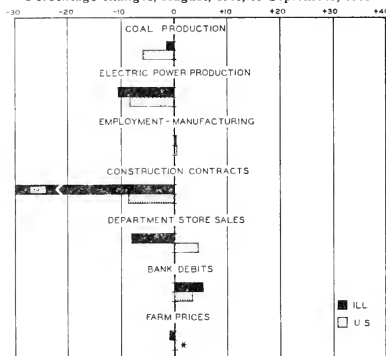 -30 -20 -10 0 +10 +20 +30 +40
COAL PRODUCTION
ELECTRIC POWER PRODUCTION
EMPLOYMENT-MANUFACTURING
CONSTRUCTION CONTRACTS
DEPARTMENT STORE SALES
BANK DEBITS
ILL
FARM PRICES
U S
*